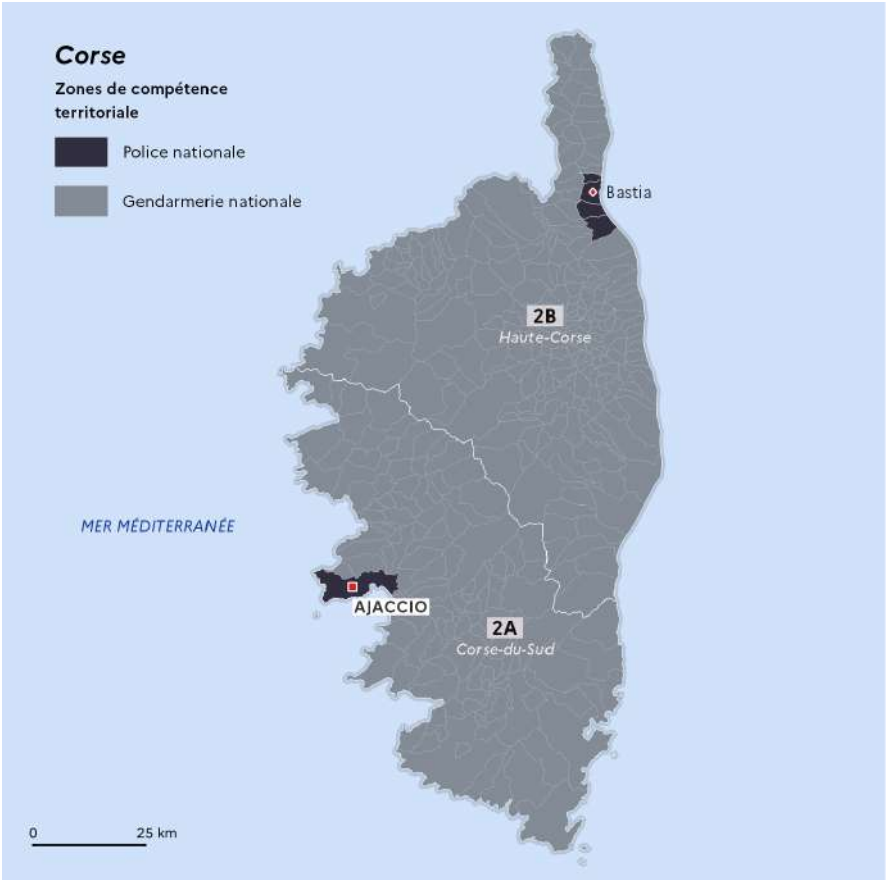 Corse
Zones de compétence
territoriale
Police nationale
Gendarmerie nationale
Bastia
2B
Haute-Corse
MER MÉDITERRANÉE
AJACCIO
2A
Corse-du-Sud
0 25 km